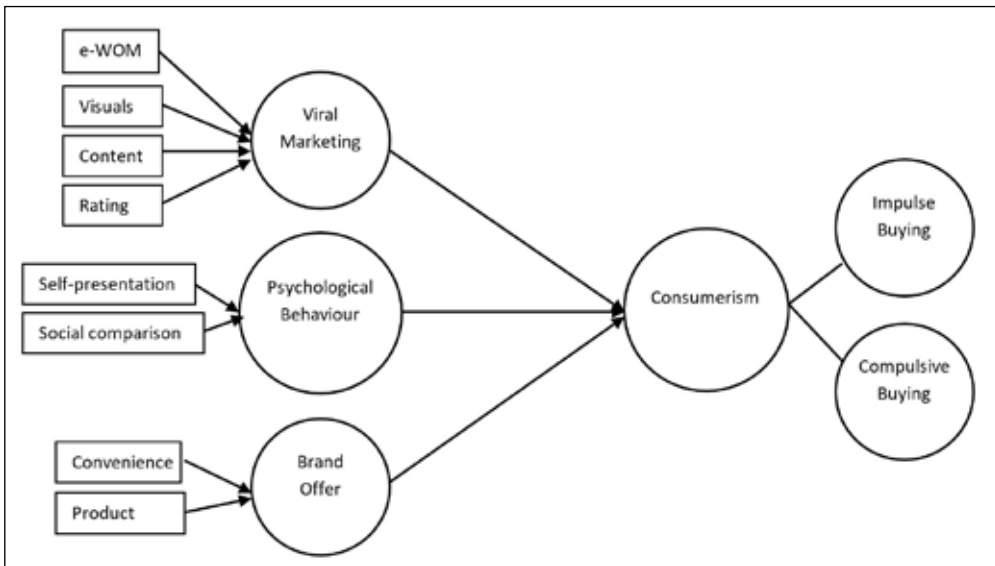 e-WOM
Visuals
Content
Rating
Viral
Marketing
Self-presentation
Social comparison
Psychological
Behaviour
Convenience
Product
Brand
Offer
Consumerism
Impulse
Buying
Compulsive
Buying